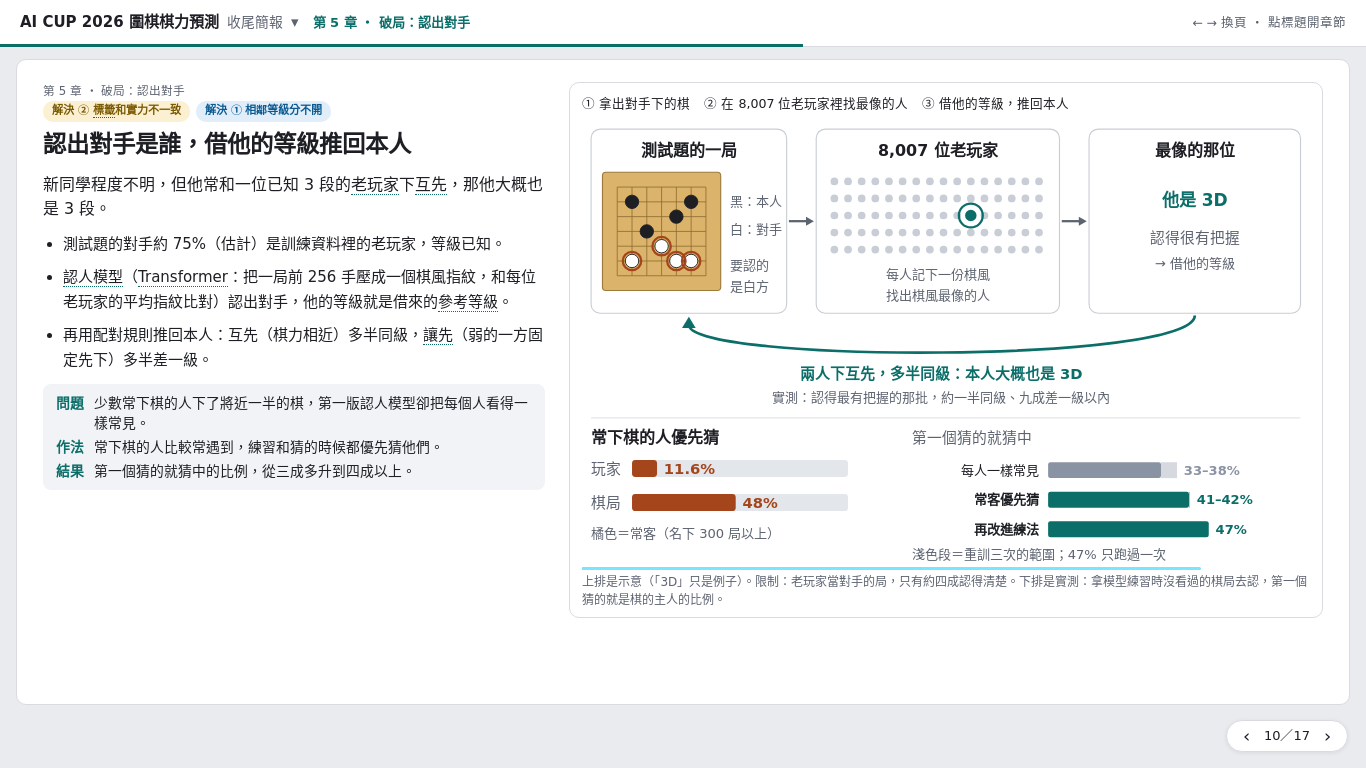 AI CUP 2026 圍棋棋力預測 收尾簡報 ▼ 第 5 章 · 破局：認出對手
← → 換頁 · 點標題開章節
第 5 章 · 破局：認出對手
解決 ② 標籤和實力不一致 解決 ① 相鄰等級分不開
認出對手是誰，借他的等級推回本人
新同學程度不明，但他常和一位已知 3 段的老玩家下互先，那他大概也
是 3 段。
• 測試題的對手約 75%（估計）是訓練資料裡的老玩家，等級已知。
• 認人模型（Transformer：把一局前 256 手壓成一個棋風指紋，和每位
老玩家的平均指紋比對）認出對手，他的等級就是借來的參考等級。
• 再用配對規則推回本人：互先（棋力相近）多半同級，讓先（弱的一方固
定先下）多半差一級。
問題 少數常下棋的人下了將近一半的棋，第一版認人模型卻把每個人看得一
樣常見。
作法 常下棋的人比較常遇到，練習和猜的時候都優先猜他們。
結果 第一個猜的就猜中的比例，從三成多升到四成以上。
① 拿出對手下的棋 ② 在 8,007 位老玩家裡找最像的人 ③ 借他的等級，推回本人
測試題的一局
黑：本人
白：對手
要認的
是白方
8,007 位老玩家
每人記下一份棋風
找出棋風最像的人
最像的那位
他是 3D
認得很有把握
→ 借他的等級
兩人下互先，多半同級：本人大概也是 3D
實測：認得最有把握的那批，約一半同級、九成差一級以內
常下棋的人優先猜
玩家 11.6%
棋局 48%
橘色＝常客（名下 300 局以上）
第一個猜的就猜中
每人一樣常見 33–38%
常客優先猜 41–42%
再改進練法 47%
淺色段＝重訓三次的範圍；47% 只跑過一次
上排是示意（「3D」只是例子）。限制：老玩家當對手的局，只有約四成認得清楚。下排是實測：拿模型練習時沒看過的棋局去認，第一個
猜的就是棋的主人的比例。
‹ 10／17 ›